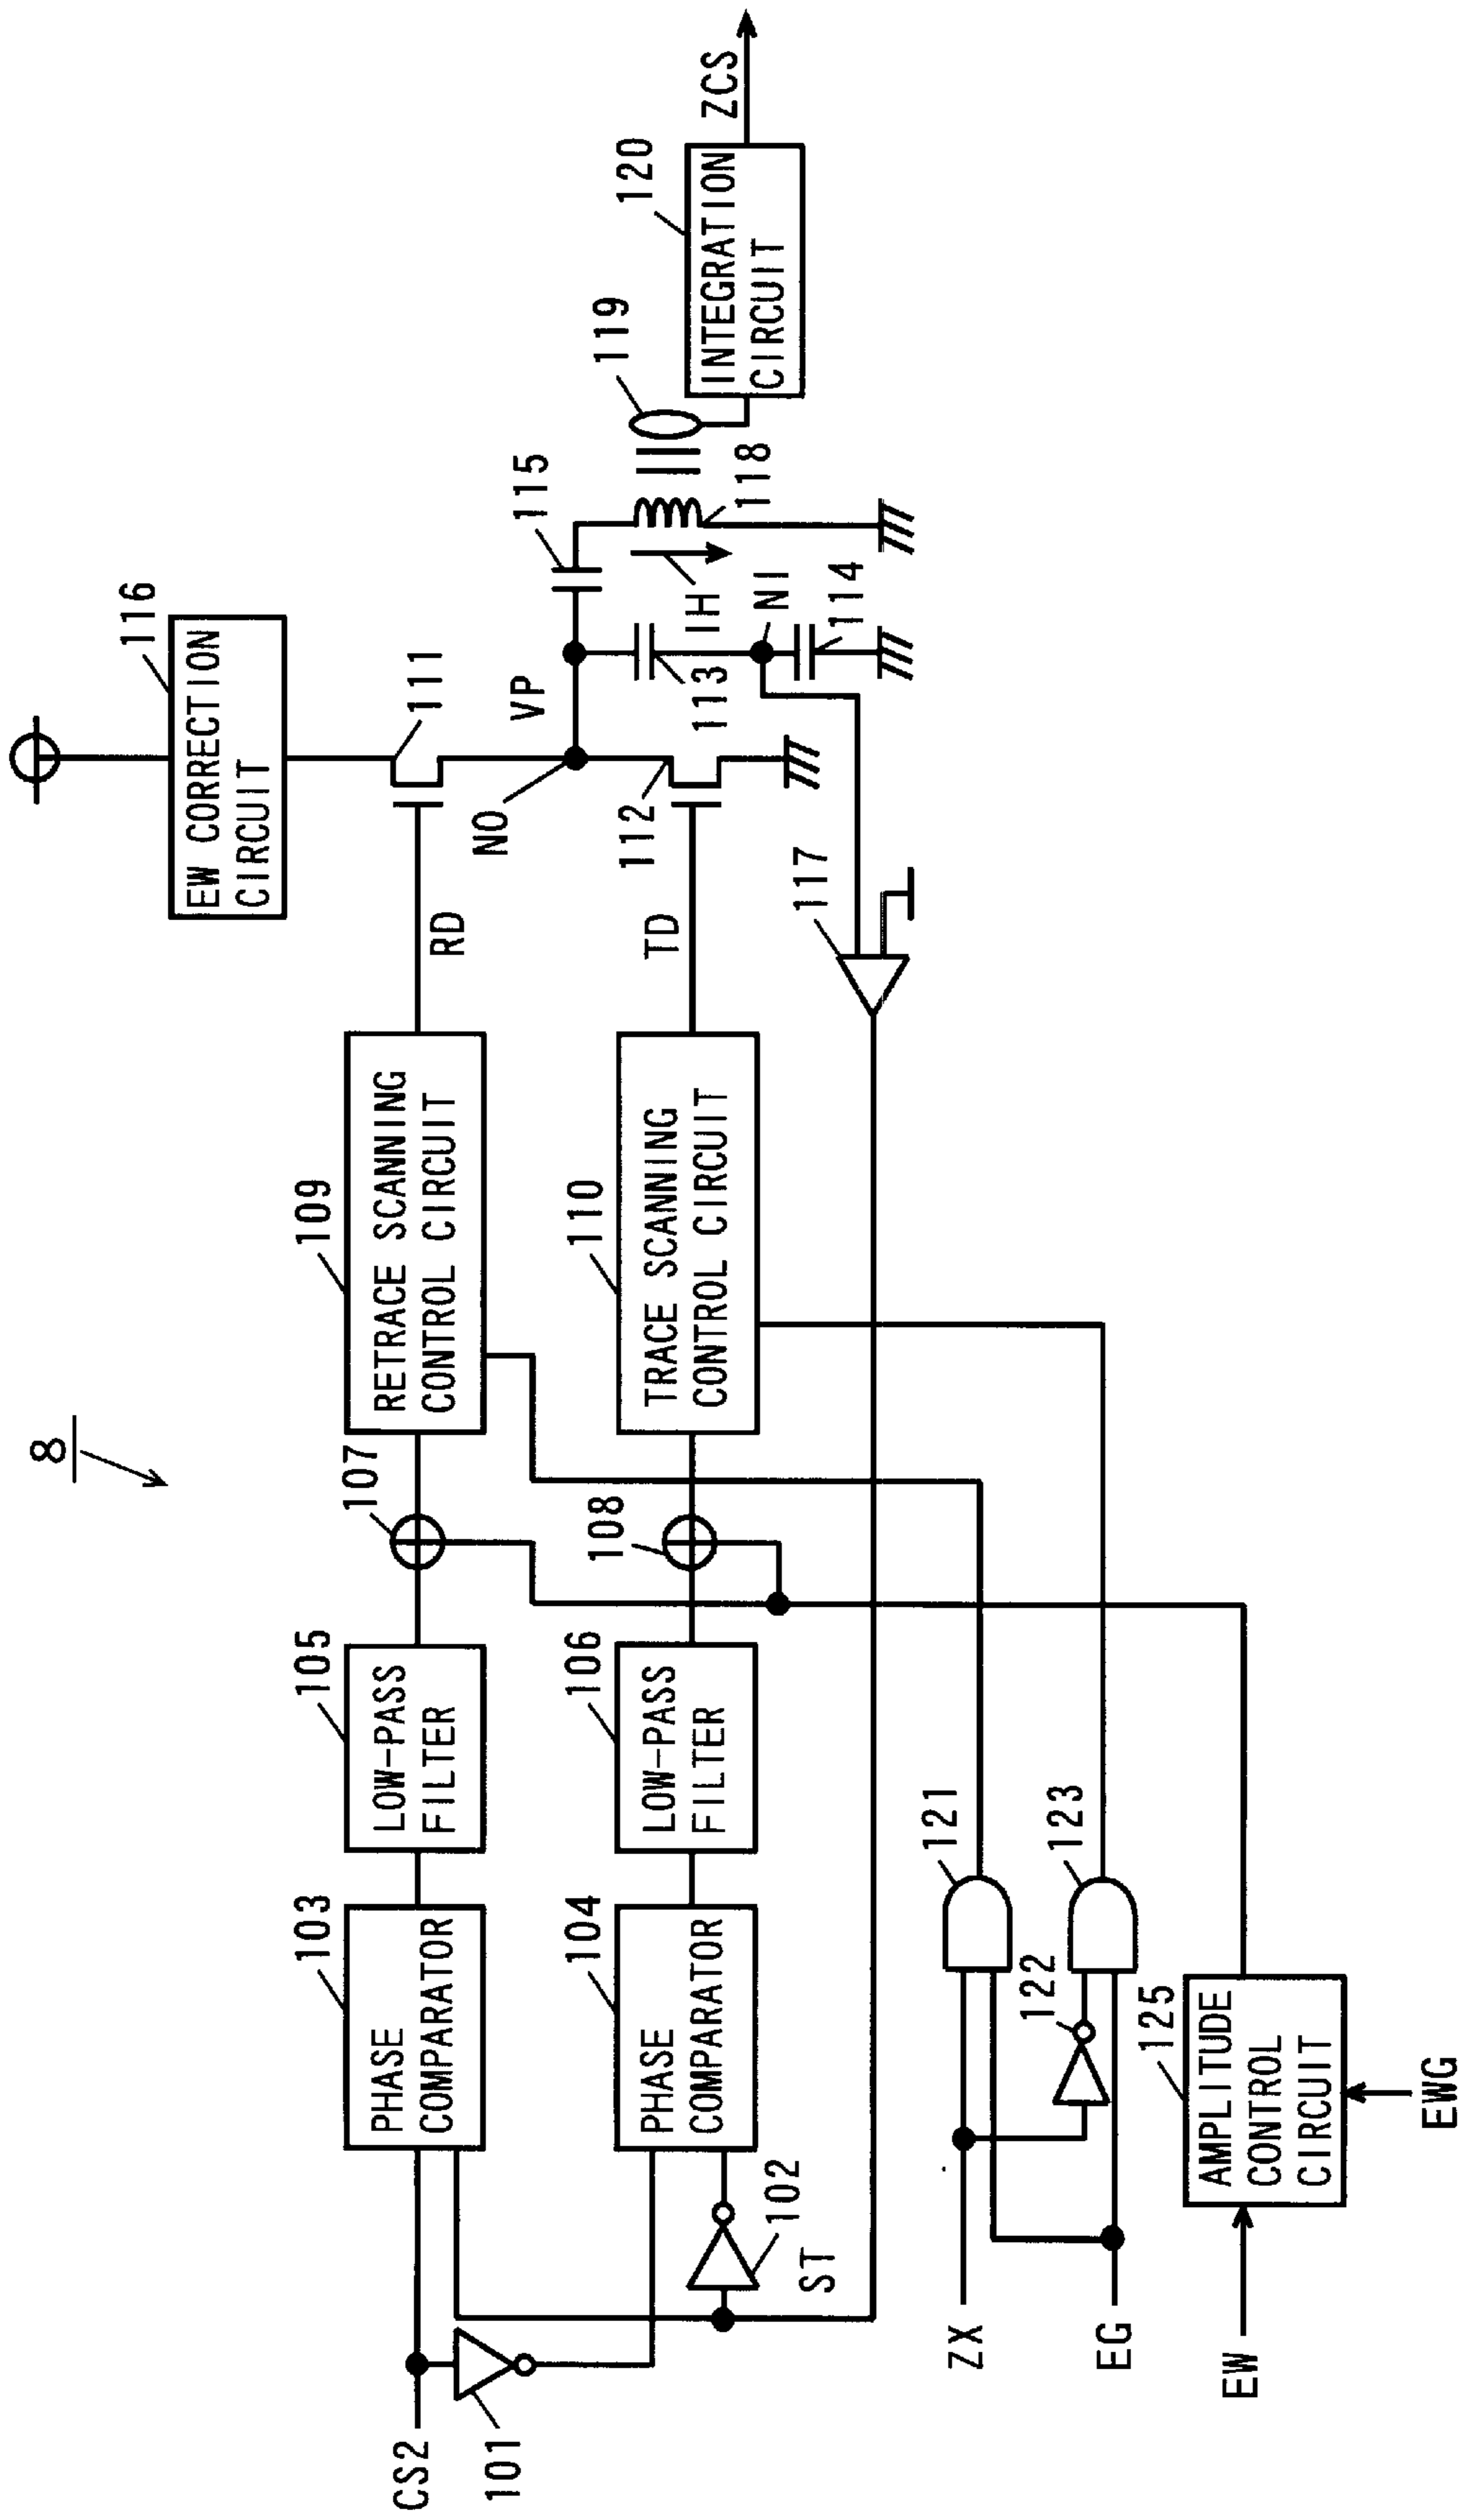 8
CS2
101
103
PHASE
COMPARATOR
105
LOW-PASS
FILTER
107
109
RETRACE SCANNING
CONTROL CIRCUIT
RD
116
EW CORRECTION
CIRCUIT
111
N0
VP
115
104
PHASE
COMPARATOR
106
LOW-PASS
FILTER
108
110
TRACE SCANNING
CONTROL CIRCUIT
TD
112
113
IH
119
120
INTEGRATION
CIRCUIT
ZCS
102
ST
117
NI
114
118
ZX
EG
121
122
123
EW
125
AMPLITUDE
CONTROL
CIRCUIT
EWG